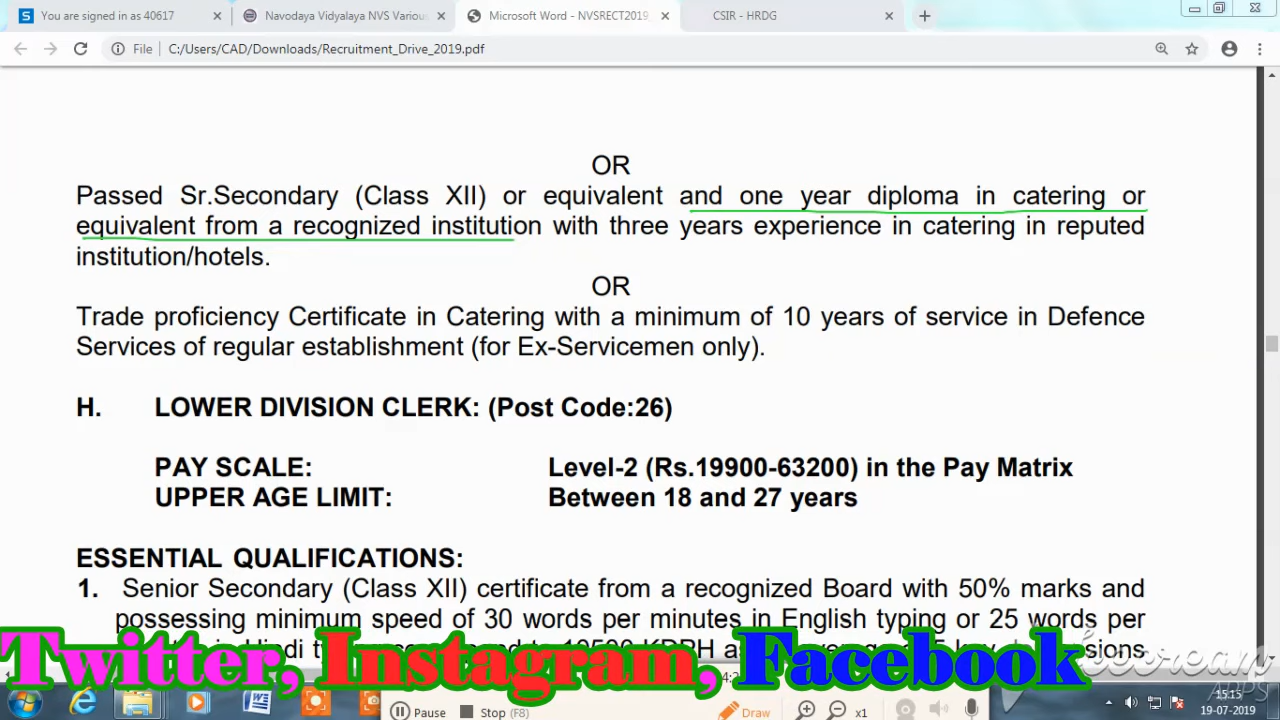 You are signed in as 40617
Navodaya Vidyalaya NVS Variou
Microsoft Word - NVSRECT2019
CSIR - HRDG
File C:/Users/CAD/Downloads/Recruitment_Drive_2019.pdf
OR
Passed Sr.Secondary (Class XII) or equivalent and one year diploma in catering or
equivalent from a recognized institution with three years experience in catering in reputed
institution/hotels.
OR
Trade proficiency Certificate in Catering with a minimum of 10 years of service in Defence
Services of regular establishment (for Ex-Servicemen only).
H. LOWER DIVISION CLERK: (Post Code:26)
PAY SCALE: Level-2 (Rs.19900-63200) in the Pay Matrix
UPPER AGE LIMIT: Between 18 and 27 years
ESSENTIAL QUALIFICATIONS:
1. Senior Secondary (Class XII) certificate from a recognized Board with 50% marks and
possessing minimum speed of 30 words per minutes in English typing or 25 words per
Twitter, Instagram, Facebook
Pause Stop (F8) Draw x1
15:15
19-07-2019